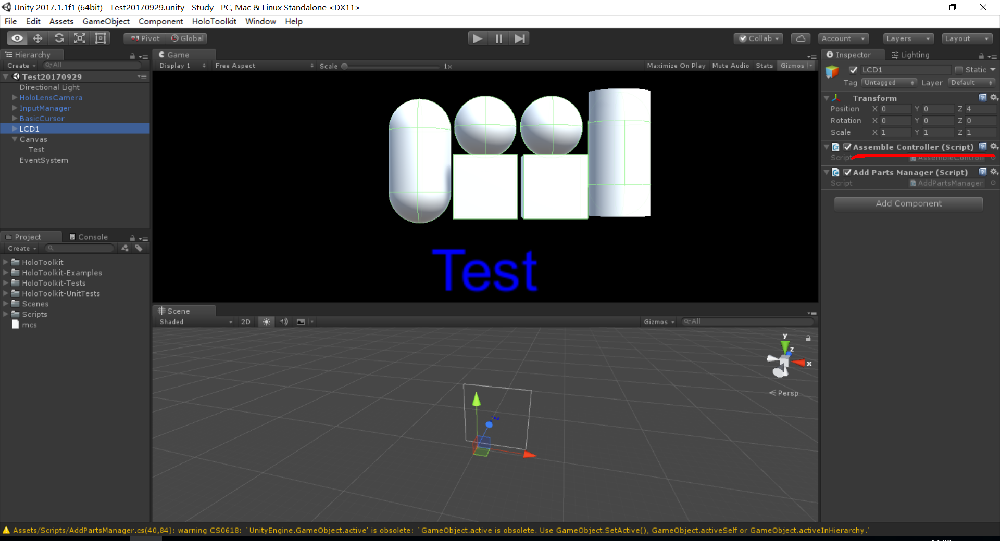 Unity 2017.1.1f1 (64bit) - Test20170929.unity - Study - PC, Mac & Linux Standalone <DX11>
File Edit Assets GameObject Component HoloToolkit Window Help
Pivot Global Collab Account Layers Layout
Hierarchy
Create All
Test20170929
Directional Light
HoloLensCamera
InputManager
BasicCursor
LCD1
Canvas
Test
EventSystem
Project Console
Create
HoloToolkit
HoloToolkit-Examples
HoloToolkit-Tests
HoloToolkit-UnitTests
Scenes
Scripts
mcs
Game
Display 1 Free Aspect Scale 1x Maximize On Play Mute Audio Stats Gizmos
Test
Scene
Shaded 2D Gizmos All
y
z
x
Persp
Inspector Lighting
LCD1 Static
Tag Untagged Layer Default
Transform
Position X 0 Y 0 Z 4
Rotation X 0 Y 0 Z 0
Scale X 1 Y 1 Z 1
Assemble Controller (Script)
Script AssembleControll
Add Parts Manager (Script)
Script AddPartsManager
Add Component
Assets/Scripts/AddPartsManager.cs(40,84): warning CS0618: `UnityEngine.GameObject.active' is obsolete: `GameObject.active is obsolete. Use GameObject.SetActive(), GameObject.activeSelf or GameObject.activeInHierarchy.'